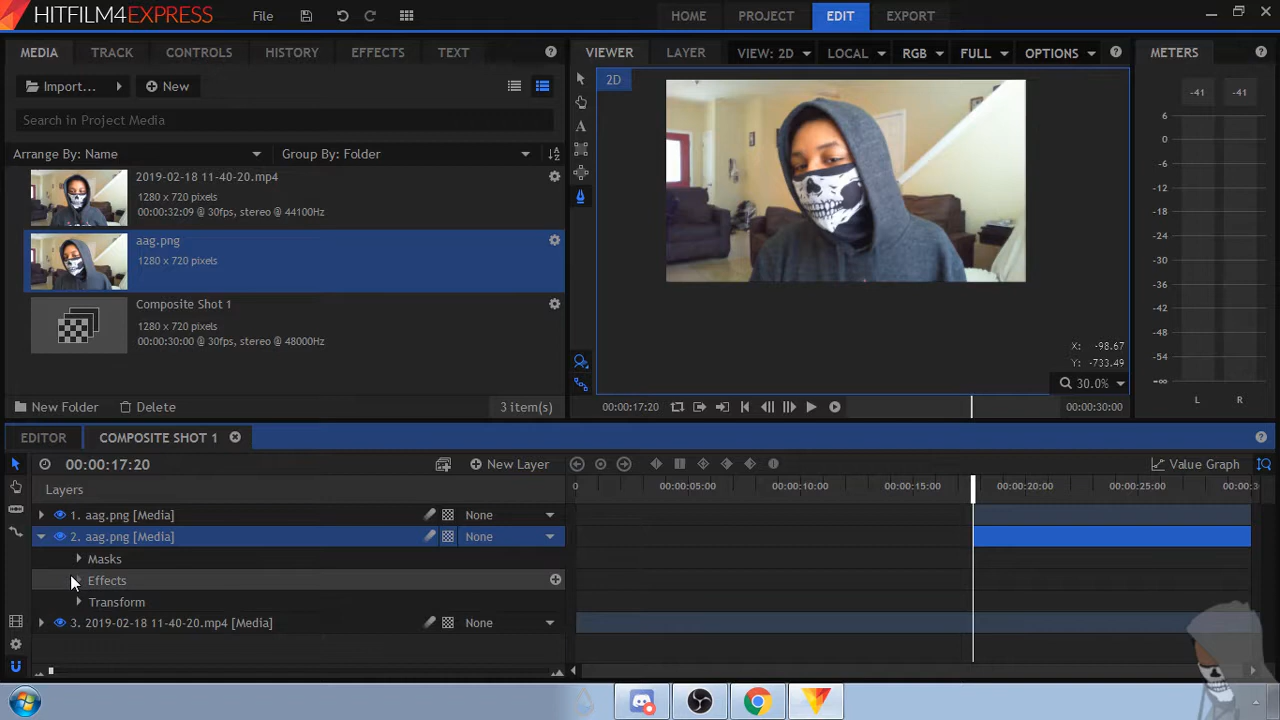 HITFILM4EXPRESS File HOME PROJECT EDIT EXPORT
MEDIA TRACK CONTROLS HISTORY EFFECTS TEXT
Import... New
Search in Project Media
Arrange By: Name Group By: Folder
2019-02-18 11-40-20.mp4
1280 x 720 pixels
00:00:32:09 @ 30fps, stereo @ 44100Hz
aag.png
1280 x 720 pixels
Composite Shot 1
1280 x 720 pixels
00:00:30:00 @ 30fps, stereo @ 48000Hz
New Folder Delete 3 item(s)
VIEWER LAYER VIEW: 2D LOCAL RGB FULL OPTIONS
2D
X: -98.67
Y: -733.49
30.0%
00:00:17:20 00:00:30:00
METERS
-41 -41
6
0
-6
-12
-18
-24
-30
-36
-42
-48
-54
-∞
L R
EDITOR COMPOSITE SHOT 1
00:00:17:20 New Layer Value Graph
Layers 0 00:00:05:00 00:00:10:00 00:00:15:00 00:00:20:00 00:00:25:00 00:00:3
1. aag.png [Media] None
2. aag.png [Media] None
Masks
Effects
Transform
3. 2019-02-18 11-40-20.mp4 [Media] None